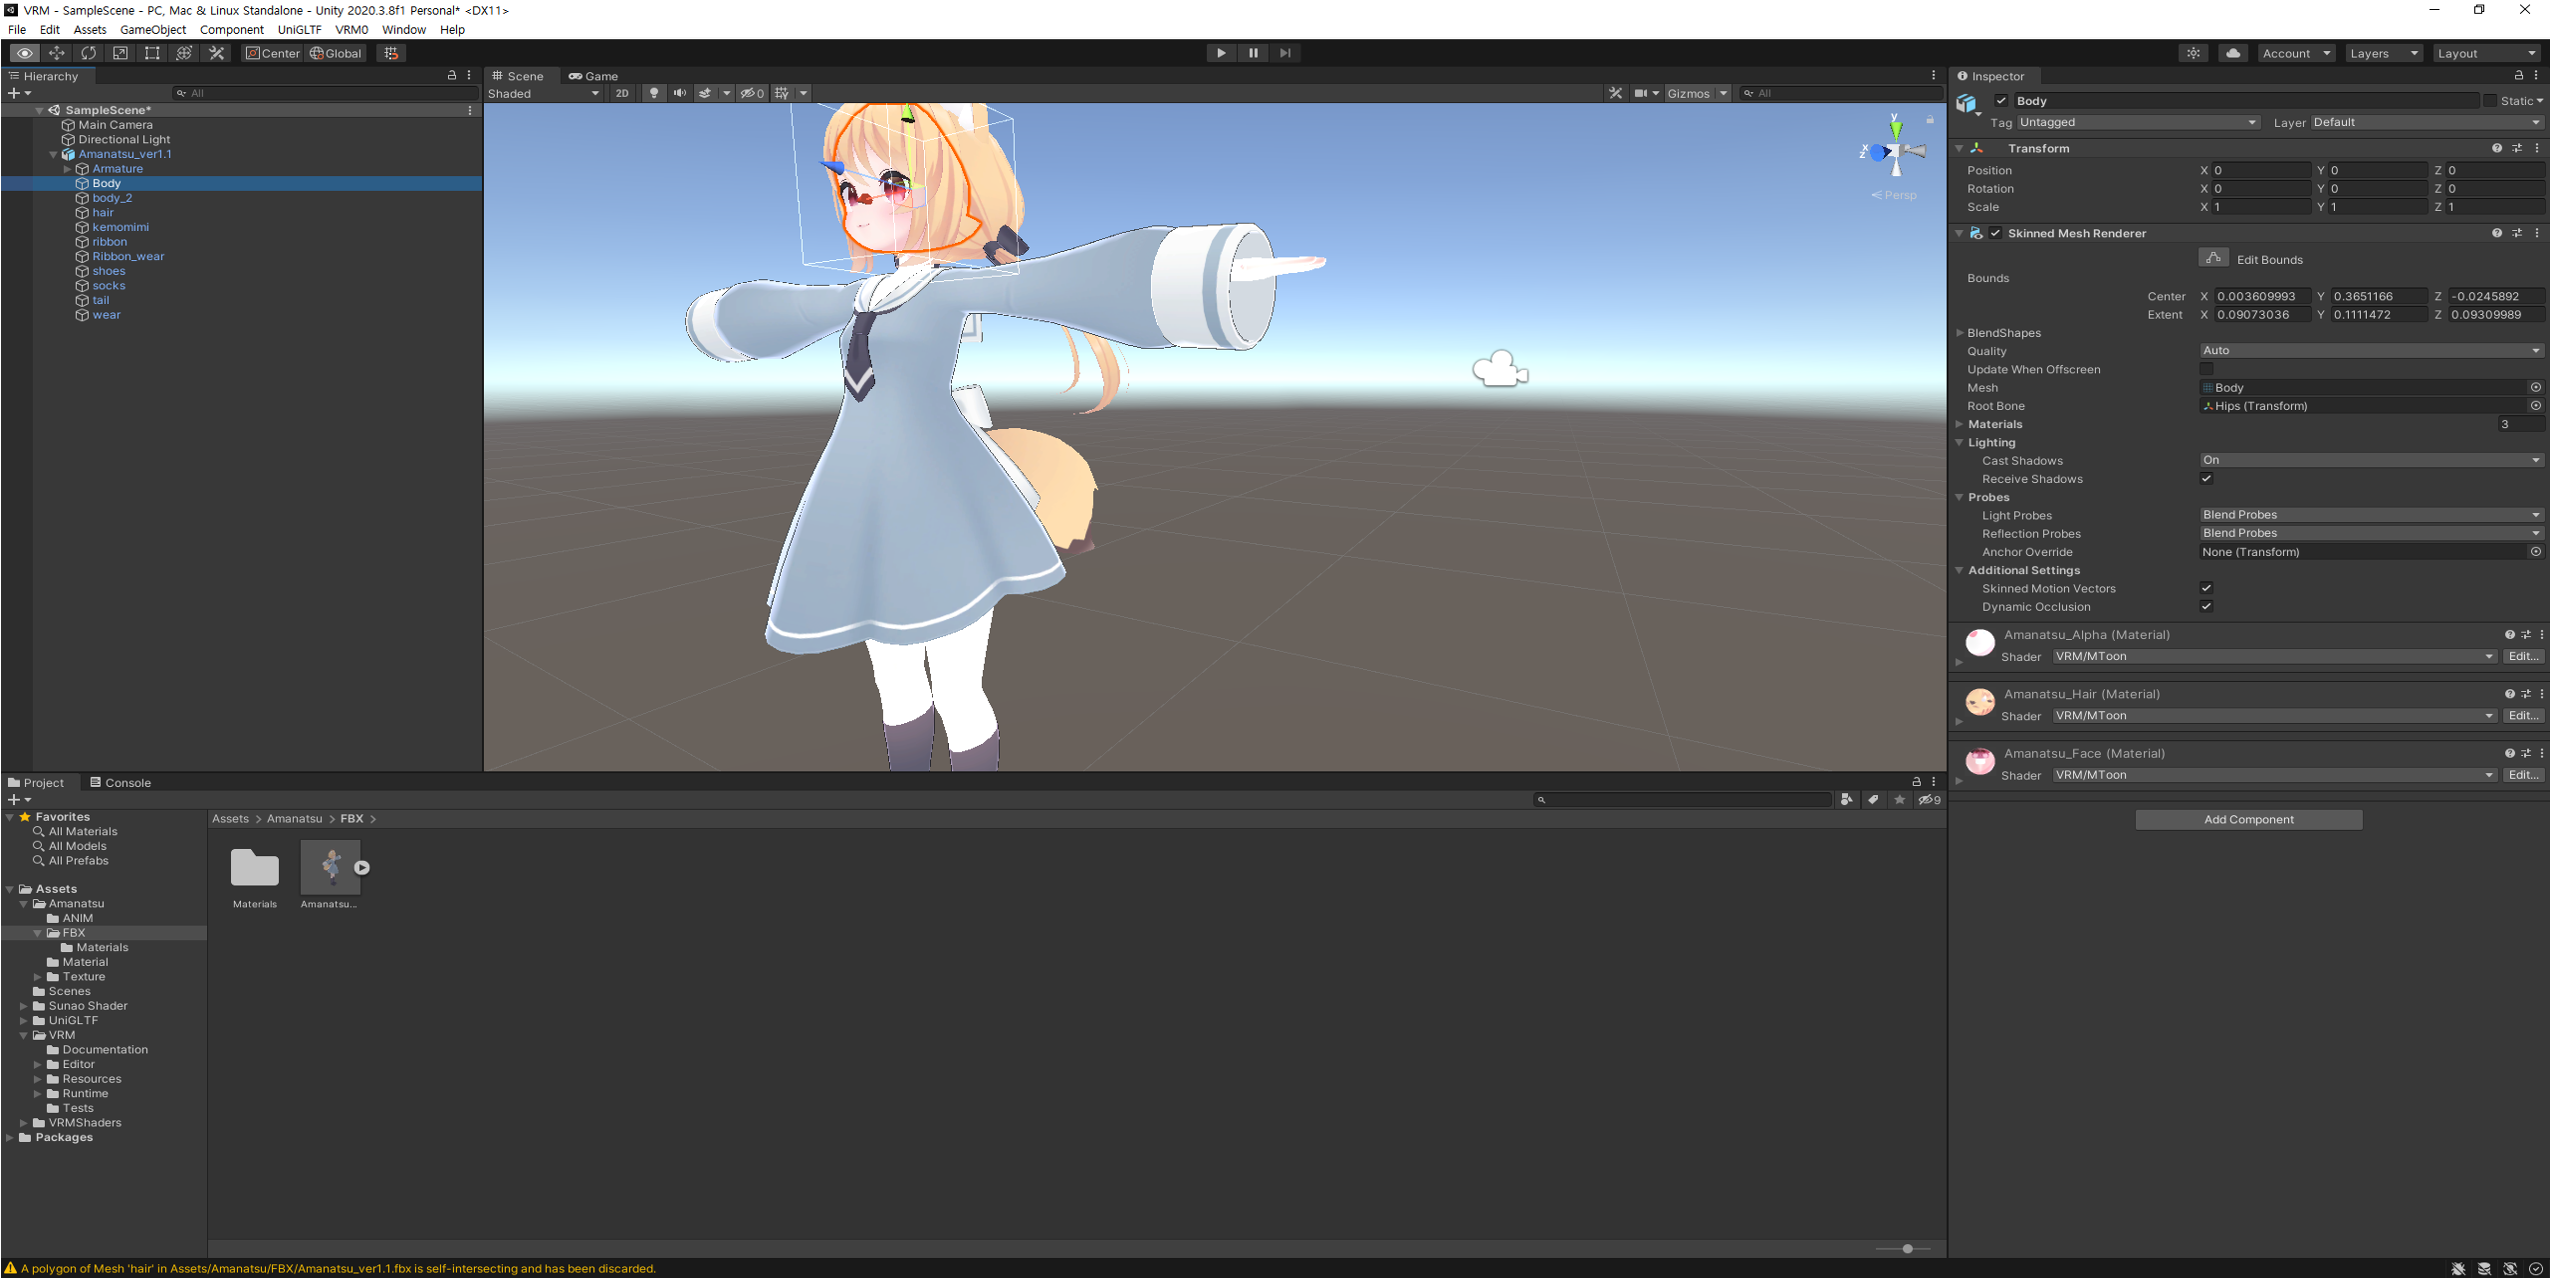 VRM - SampleScene - PC, Mac & Linux Standalone - Unity 2020.3.8f1 Personal* <DX11>
File Edit Assets GameObject Component UniGLTF VRM0 Window Help
Center Global Account Layers Layout
Hierarchy
All
SampleScene*
Main Camera
Directional Light
Amanatsu_ver1.1
Armature
Body
body_2
hair
kemomimi
ribbon
Ribbon_wear
shoes
socks
tail
wear
Scene Game
Shaded 2D 0 Gizmos All
y
x
z
Persp
Inspector
Body Static
Tag Untagged Layer Default
Transform
Position X 0 Y 0 Z 0
Rotation X 0 Y 0 Z 0
Scale X 1 Y 1 Z 1
Skinned Mesh Renderer
Edit Bounds
Bounds
Center X 0.003609993 Y 0.3651166 Z -0.0245892
Extent X 0.09073036 Y 0.1111472 Z 0.09309989
BlendShapes
Quality Auto
Update When Offscreen
Mesh Body
Root Bone Hips (Transform)
Materials 3
Lighting
Cast Shadows On
Receive Shadows
Probes
Light Probes Blend Probes
Reflection Probes Blend Probes
Anchor Override None (Transform)
Additional Settings
Skinned Motion Vectors
Dynamic Occlusion
Amanatsu_Alpha (Material)
Shader VRM/MToon Edit...
Amanatsu_Hair (Material)
Shader VRM/MToon Edit...
Amanatsu_Face (Material)
Shader VRM/MToon Edit...
Add Component
Project Console
9
Favorites
All Materials
All Models
All Prefabs
Assets
Amanatsu
ANIM
FBX
Materials
Material
Texture
Scenes
Sunao Shader
UniGLTF
VRM
Documentation
Editor
Resources
Runtime
Tests
VRMShaders
Packages
Assets > Amanatsu > FBX >
Materials Amanatsu...
A polygon of Mesh 'hair' in Assets/Amanatsu/FBX/Amanatsu_ver1.1.fbx is self-intersecting and has been discarded.